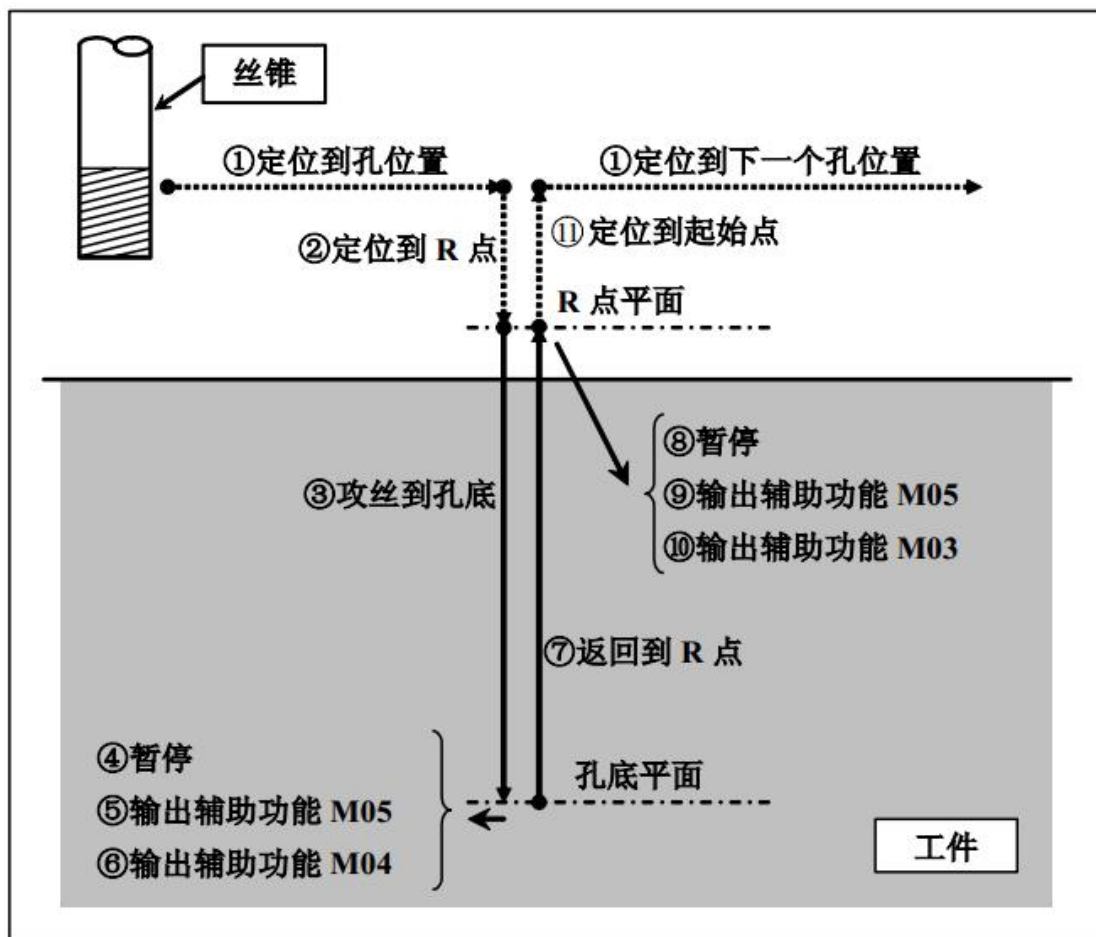 丝锥
①定位到孔位置
①定位到下一个孔位置
②定位到 R 点
⑪定位到起始点
R 点平面
③攻丝到孔底
⑧暂停
⑨输出辅助功能 M05
⑩输出辅助功能 M03
⑦返回到 R 点
④暂停
⑤输出辅助功能 M05
⑥输出辅助功能 M04
孔底平面
工件